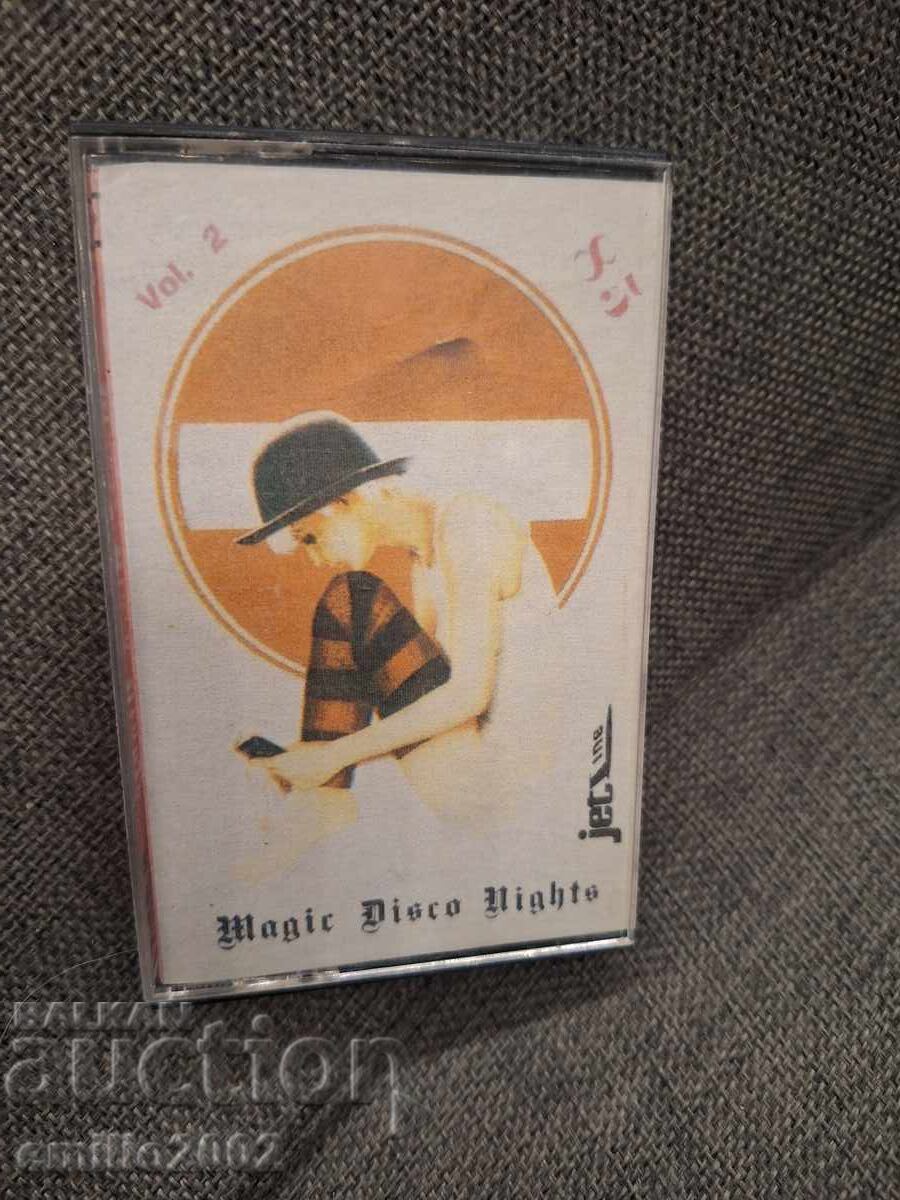 Vol. 2
jet Line
Magic Disco Nights
BALKAN
auction
emilio2002